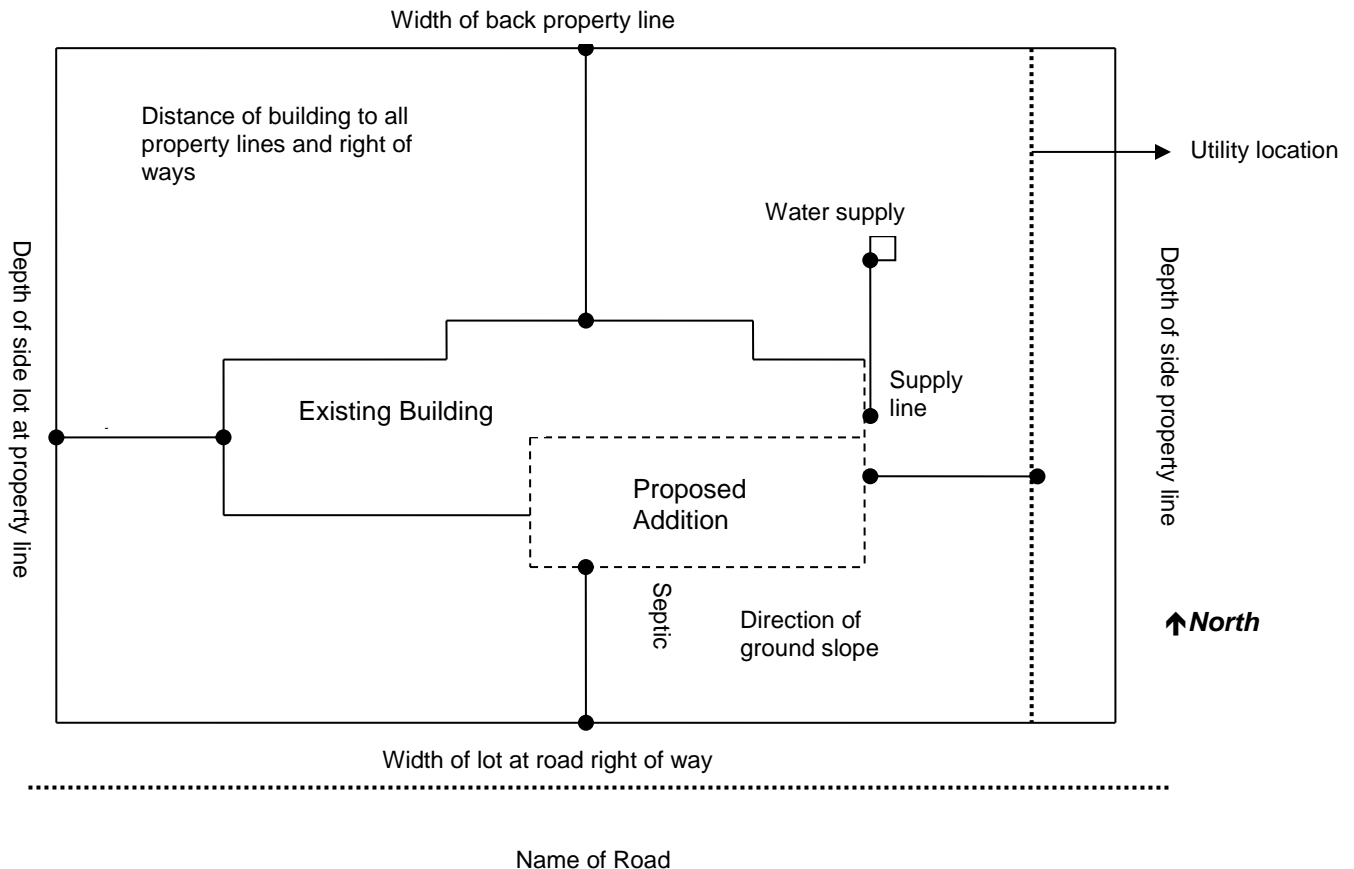 Width of back property line
Distance of building to all
property lines and right of
ways
Utility location
Water supply
Depth of side lot at property line
Depth of side property line
Supply
line
Existing Building
Proposed
Addition
Septic
Direction of
ground slope
North
Width of lot at road right of way
Name of Road